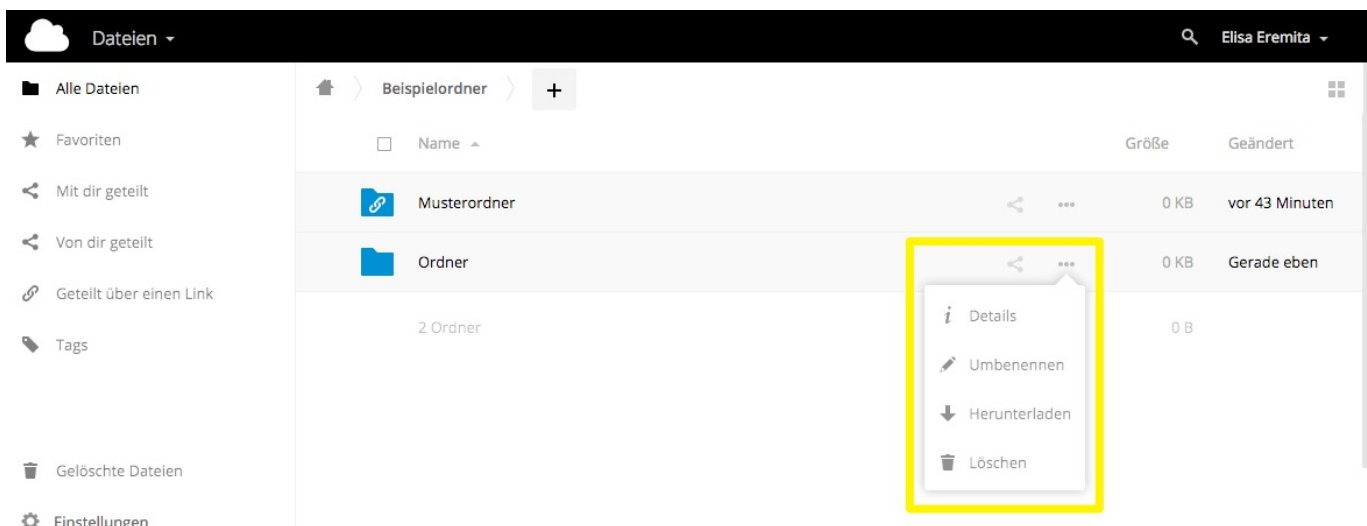 Dateien
Elisa Eremita
Alle Dateien
Favoriten
Mit dir geteilt
Von dir geteilt
Geteilt über einen Link
Tags
Gelöschte Dateien
Einstellungen
Beispielordner
+
Name
Größe
Geändert
Musterordner
0 KB
vor 43 Minuten
Ordner
0 KB
Gerade eben
2 Ordner
0 B
Details
Umbenennen
Herunterladen
Löschen